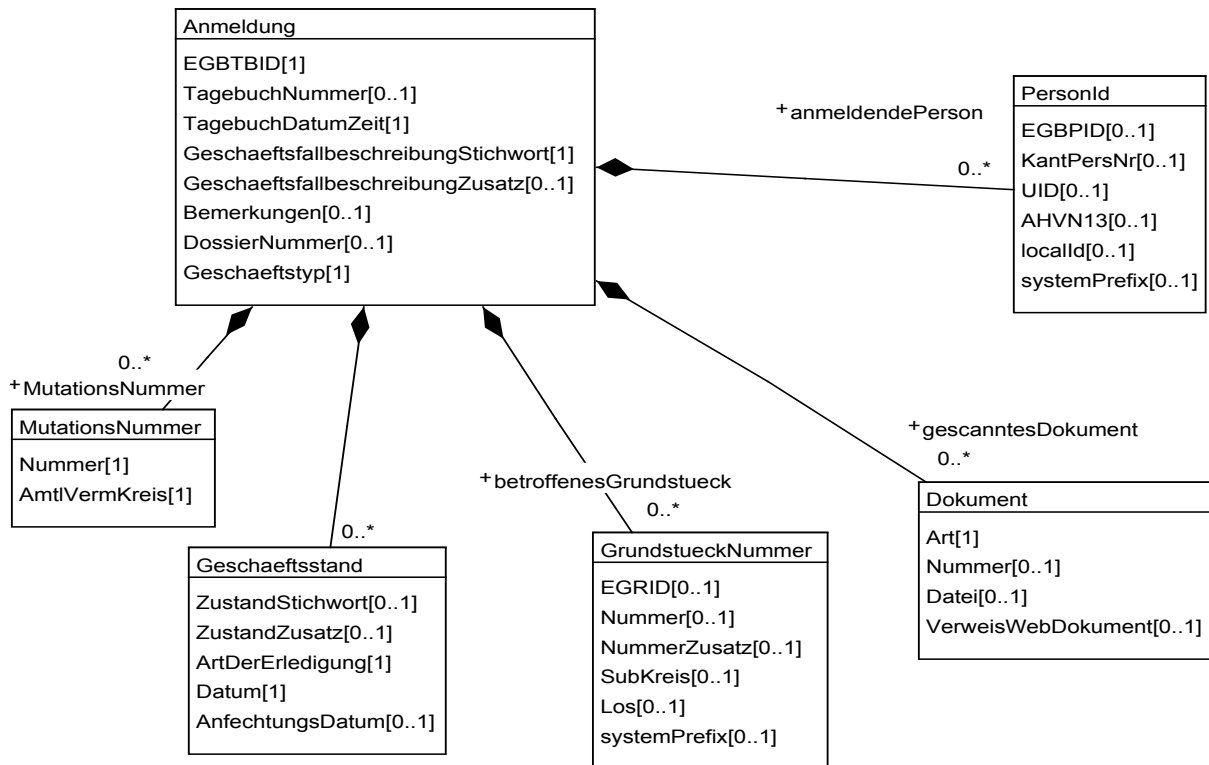 Anmeldung
EGBTBID[1]
TagebuchNummer[0..1]
TagebuchDatumZeit[1]
GeschaeftsfallbeschreibungStichwort[1]
GeschaeftsfallbeschreibungZusatz[0..1]
Bemerkungen[0..1]
DossierNummer[0..1]
Geschaeftstyp[1]
+anmeldendePerson
0..*
PersonId
EGBPID[0..1]
KantPersNr[0..1]
UID[0..1]
AHVN13[0..1]
localId[0..1]
systemPrefix[0..1]
0..*
+MutationsNummer
MutationsNummer
Nummer[1]
AmtlVermKreis[1]
0..*
Geschaeftsstand
ZustandStichwort[0..1]
ZustandZusatz[0..1]
ArtDerErledigung[1]
Datum[1]
AnfechtungsDatum[0..1]
+betroffenesGrundstueck
0..*
GrundstueckNummer
EGRID[0..1]
Nummer[0..1]
NummerZusatz[0..1]
SubKreis[0..1]
Los[0..1]
systemPrefix[0..1]
+gescanntesDokument
0..*
Dokument
Art[1]
Nummer[0..1]
Datei[0..1]
VerweisWebDokument[0..1]